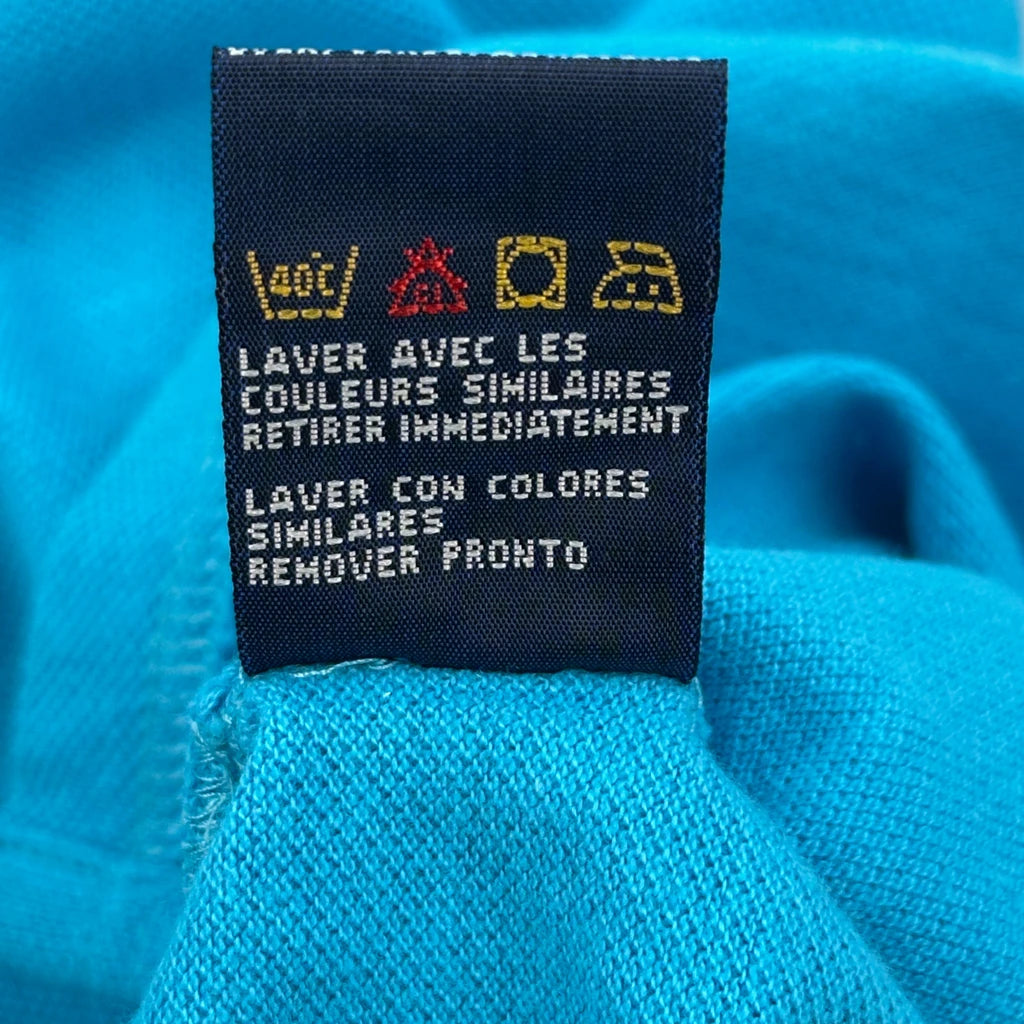 40°C
LAVER AVEC LES
COULEURS SIMILAIRES
RETIRER IMMEDIATEMENT
LAVER CON COLORES
SIMILARES
REMOVER PRONTO